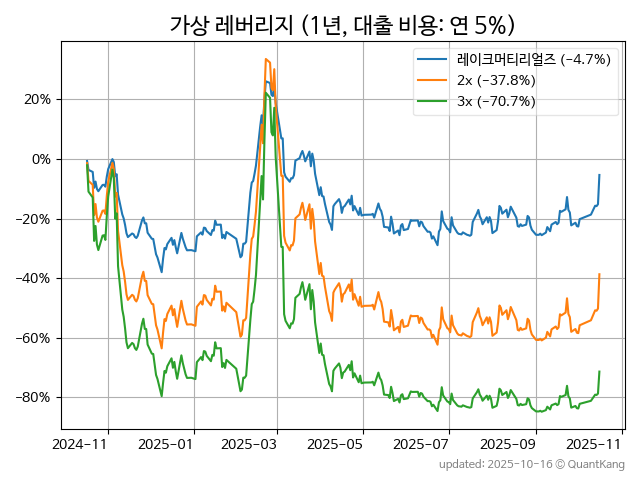 가상 레버리지 (1년, 대출 비용: 연 5%)
레이크머티리얼즈 (−4.7%)
2x (−37.8%)
3x (−70.7%)
20%
0%
−20%
−40%
−60%
−80%
2024-11 2025-01 2025-03 2025-05 2025-07 2025-09 2025-11
updated: 2025-10-16 © QuantKang